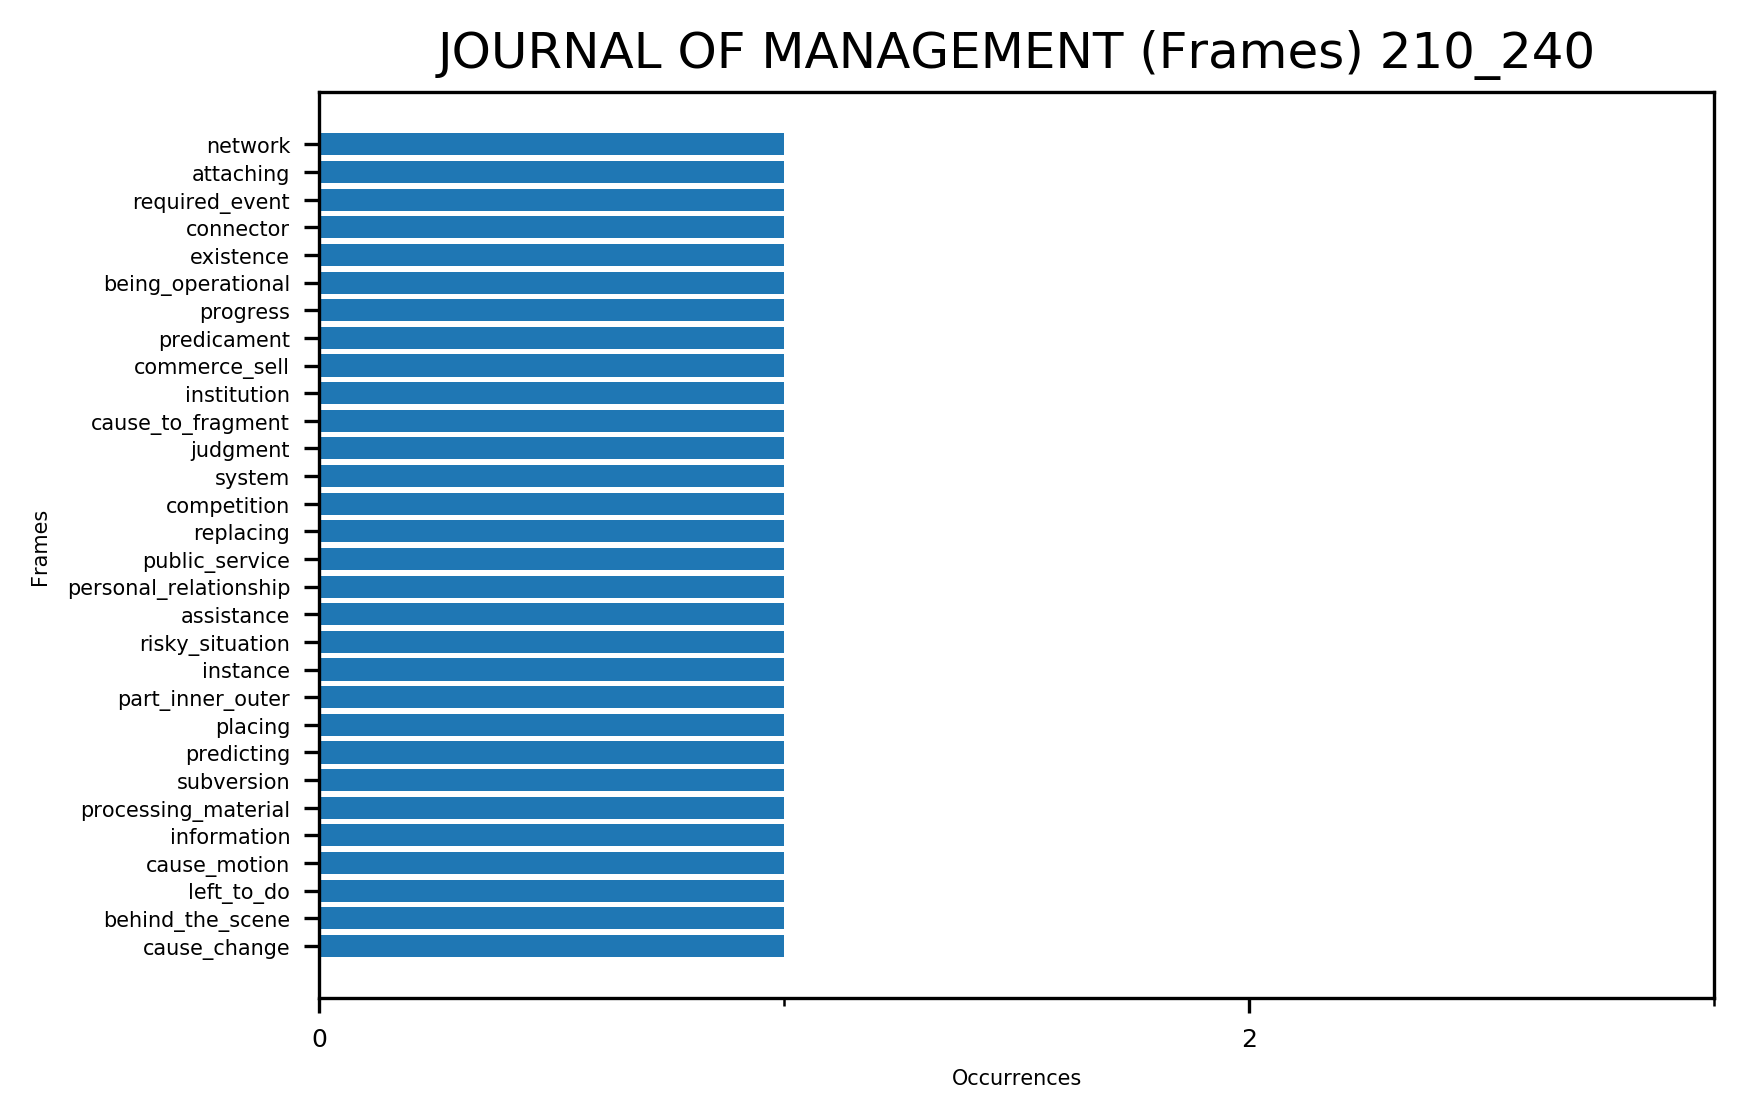 JOURNAL OF MANAGEMENT (Frames) 210_240
network
attaching
required_event
connector
existence
being_operational
progress
predicament
commerce_sell
institution
cause_to_fragment
judgment
system
competition
replacing
public_service
personal_relationship
assistance
risky_situation
instance
part_inner_outer
placing
predicting
subversion
processing_material
information
cause_motion
left_to_do
behind_the_scene
cause_change
Frames
0 2
Occurrences